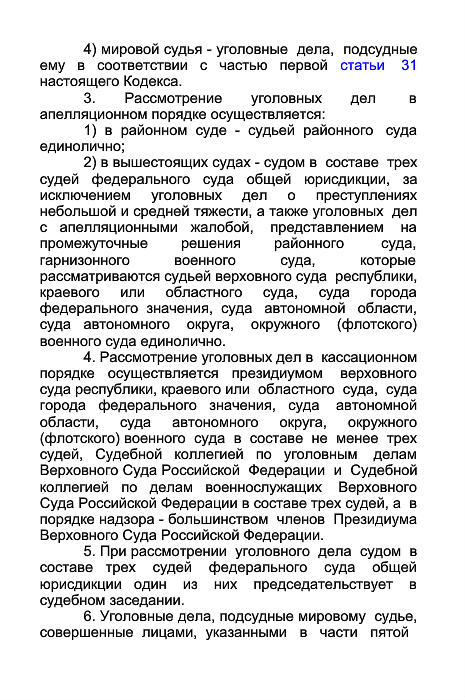 4) мировой судья - уголовные дела, подсудные
ему в соответствии с частью первой статьи 31
настоящего Кодекса.
3. Рассмотрение уголовных дел в
апелляционном порядке осуществляется:
1) в районном суде - судьей районного суда
единолично;
2) в вышестоящих судах - судом в составе трех
судей федерального суда общей юрисдикции, за
исключением уголовных дел о преступлениях
небольшой и средней тяжести, а также уголовных дел
с апелляционными жалобой, представлением на
промежуточные решения районного суда,
гарнизонного военного суда, которые
рассматриваются судьей верховного суда республики,
краевого или областного суда, суда города
федерального значения, суда автономной области,
суда автономного округа, окружного (флотского)
военного суда единолично.
4. Рассмотрение уголовных дел в кассационном
порядке осуществляется президиумом верховного
суда республики, краевого или областного суда, суда
города федерального значения, суда автономной
области, суда автономного округа, окружного
(флотского) военного суда в составе не менее трех
судей, Судебной коллегией по уголовным делам
Верховного Суда Российской Федерации и Судебной
коллегией по делам военнослужащих Верховного
Суда Российской Федерации в составе трех судей, а в
порядке надзора - большинством членов Президиума
Верховного Суда Российской Федерации.
5. При рассмотрении уголовного дела судом в
составе трех судей федерального суда общей
юрисдикции один из них председательствует в
судебном заседании.
6. Уголовные дела, подсудные мировому судье,
совершенные лицами, указанными в части пятой